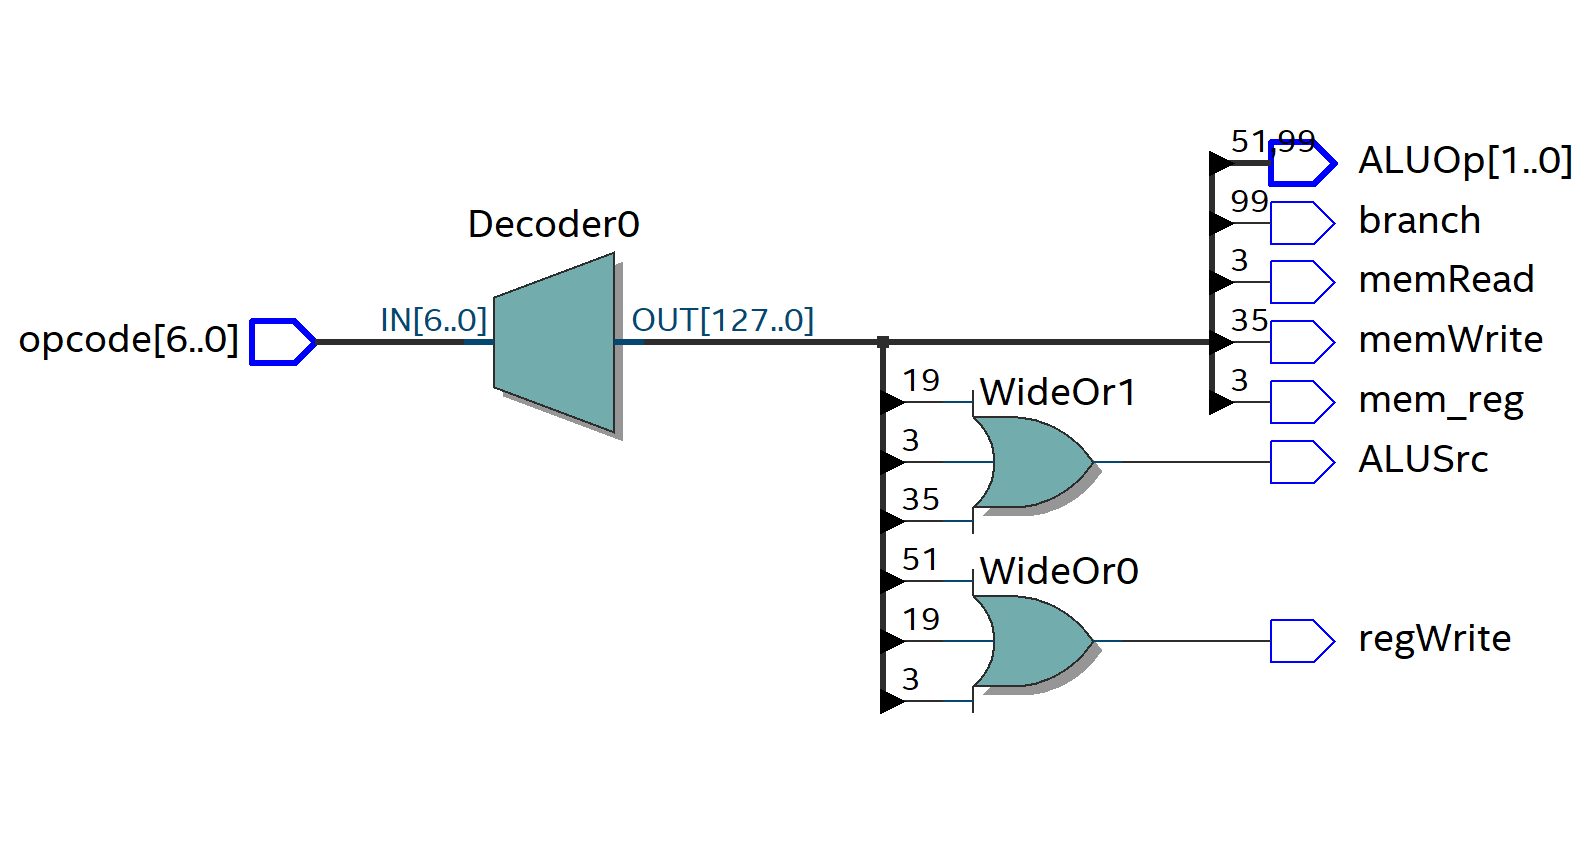 51,99
ALUOp[1..0]
99
branch
Decoder0
3
memRead
opcode[6..0]
IN[6..0]
OUT[127..0]
35
memWrite
19
WideOr1
3
mem_reg
3
ALUSrc
35
51
WideOr0
19
regWrite
3